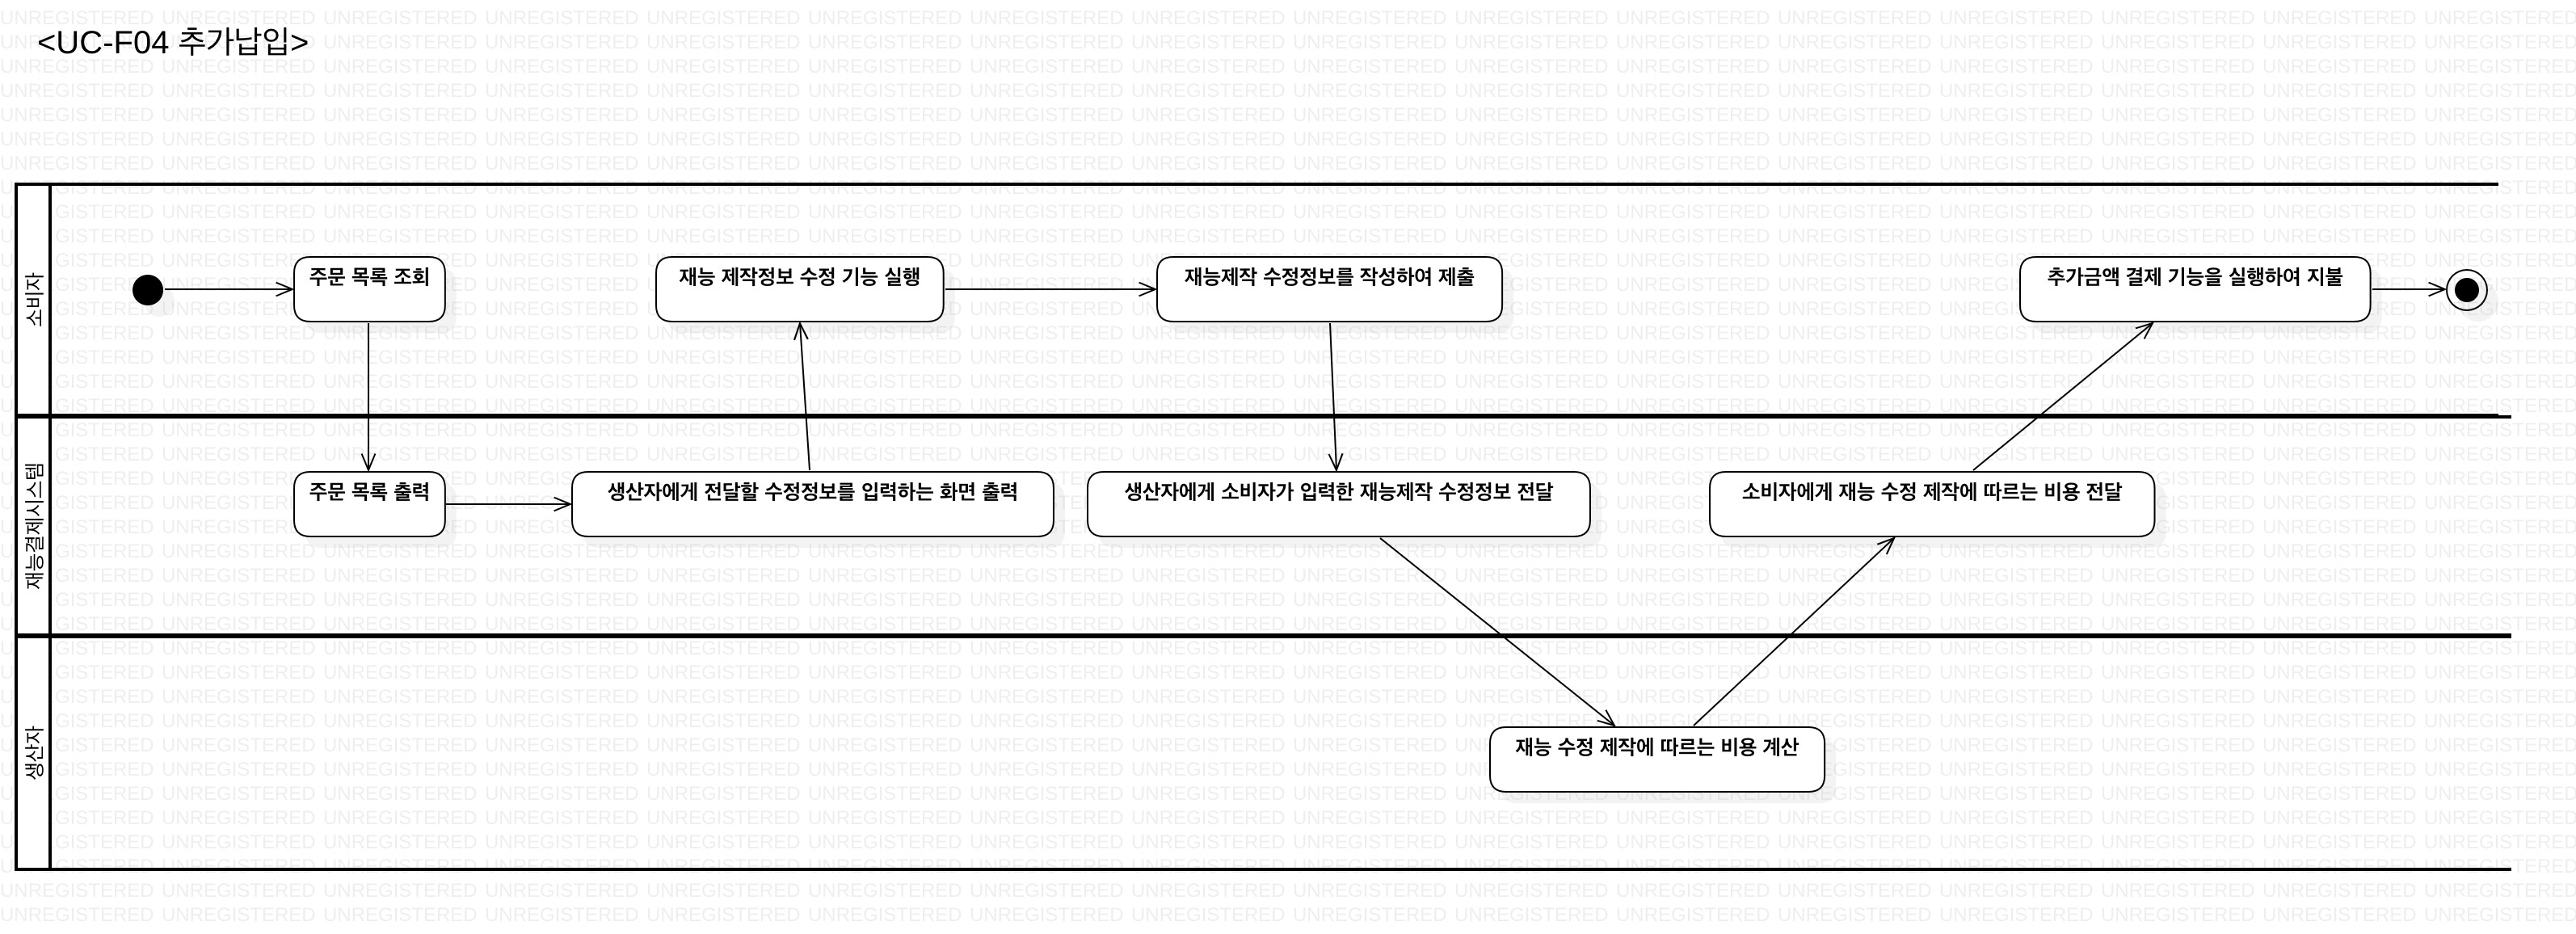 <UC-F04 추가납입>
소비자
주문 목록 조회
재능 제작정보 수정 기능 실행
재능제작 수정정보를 작성하여 제출
추가금액 결제 기능을 실행하여 지불
재능결제시스템
주문 목록 출력
생산자에게 전달할 수정정보를 입력하는 화면 출력
생산자에게 소비자가 입력한 재능제작 수정정보 전달
소비자에게 재능 수정 제작에 따르는 비용 전달
생산자
재능 수정 제작에 따르는 비용 계산
UNREGISTERED